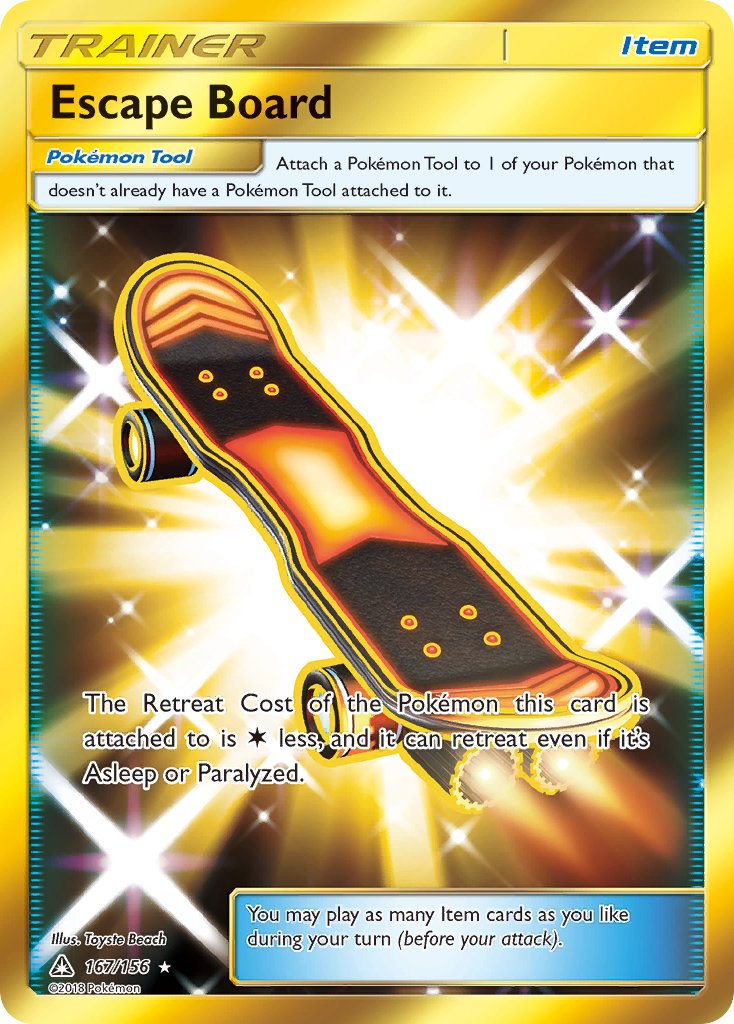 TRAINER
Item
Escape Board
Pokémon Tool
Attach a Pokémon Tool to 1 of your Pokémon that
doesn't already have a Pokémon Tool attached to it.
The Retreat Cost of the Pokémon this card is
attached to is less, and it can retreat even if it's
Asleep or Paralyzed.
You may play as many Item cards as you like
during your turn (before your attack).
Illus. Toyste Beach
167/156 ★
©2018 Pokémon